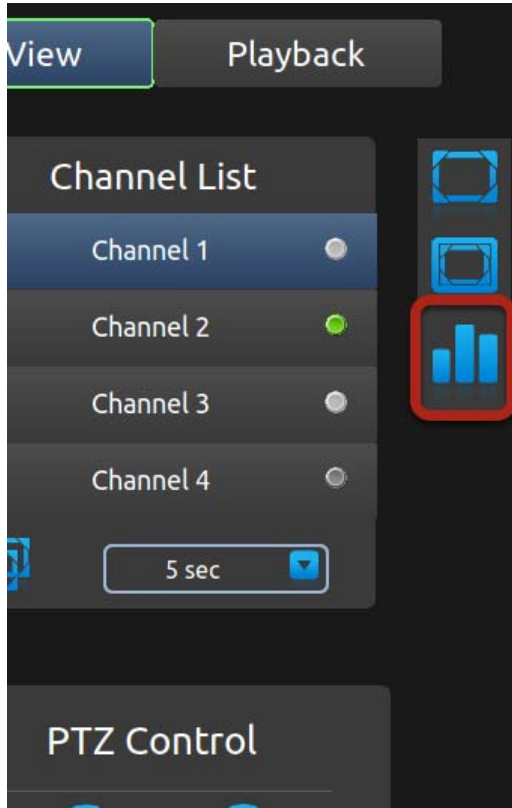 View
Playback
Channel List
Channel 1
Channel 2
Channel 3
Channel 4
5 sec
PTZ Control